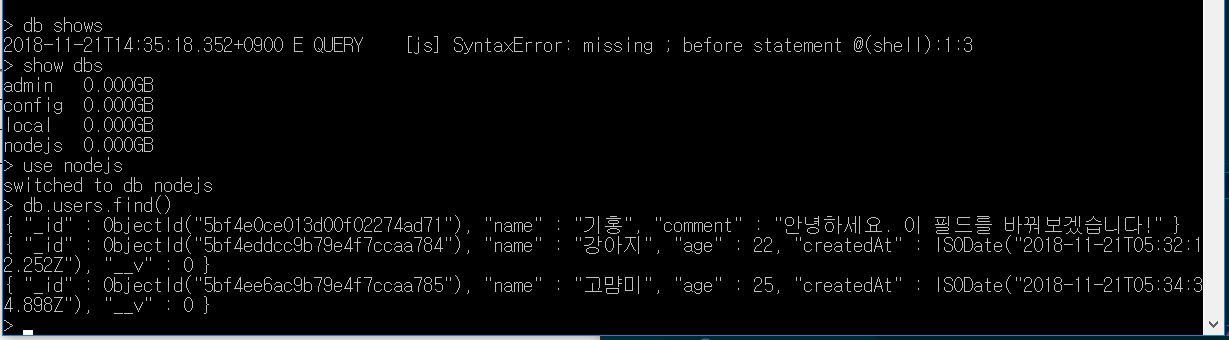 > db shows
2018-11-21T14:35:18.352+0900 E QUERY    [js] SyntaxError: missing ; before statement @(shell):1:3
> show dbs
admin   0.000GB
config  0.000GB
local   0.000GB
nodejs  0.000GB
> use nodejs
switched to db nodejs
> db.users.find()
{ "_id" : ObjectId("5bf4e0ce013d00f02274ad71"), "name" : "기홍", "comment" : "안녕하세요. 이 필드를 바꿔보겠습니다!" }
{ "_id" : ObjectId("5bf4eddcc9b79e4f7ccaa784"), "name" : "강아지", "age" : 22, "createdAt" : ISODate("2018-11-21T05:32:1
2.252Z"), "__v" : 0 }
{ "_id" : ObjectId("5bf4ee6ac9b79e4f7ccaa785"), "name" : "고먐미", "age" : 25, "createdAt" : ISODate("2018-11-21T05:34:3
4.898Z"), "__v" : 0 }
>